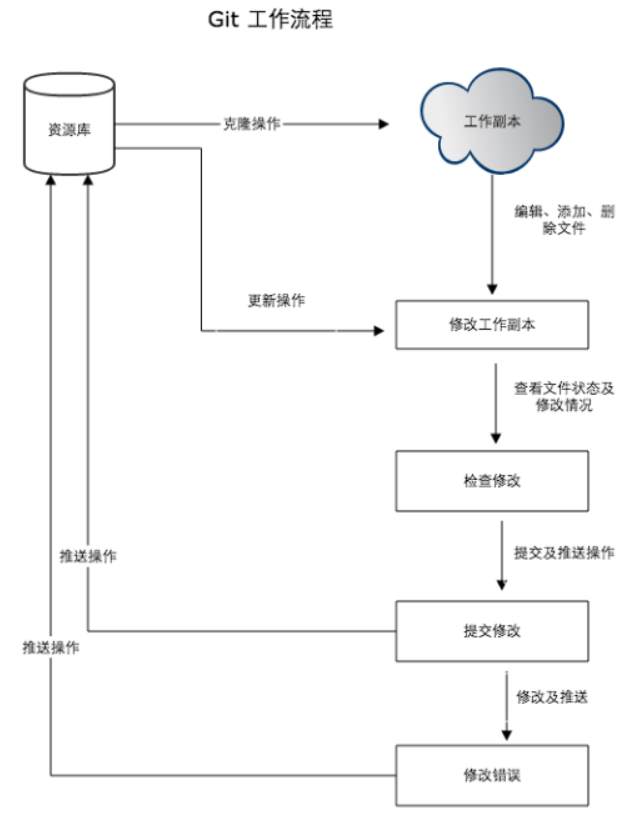 Git 工作流程
资源库
克隆操作
工作副本
编辑、添加、删
除文件
更新操作
修改工作副本
查看文件状态及
修改情况
检查修改
推送操作
提交及推送操作
提交修改
推送操作
修改及推送
修改错误